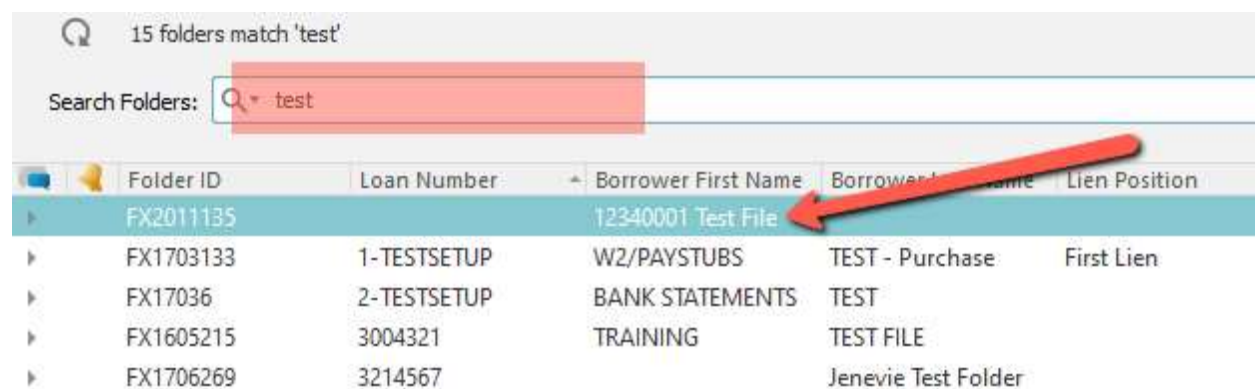 15 folders match 'test'
Search Folders: test
Folder ID Loan Number Borrower First Name Borrower Name Lien Position
FX2011135 12340001 Test File
FX1703133 1-TESTSETUP W2/PAYSTUBS TEST - Purchase First Lien
FX17036 2-TESTSETUP BANK STATEMENTS TEST
FX1605215 3004321 TRAINING TEST FILE
FX1706269 3214567 Jenevie Test Folder